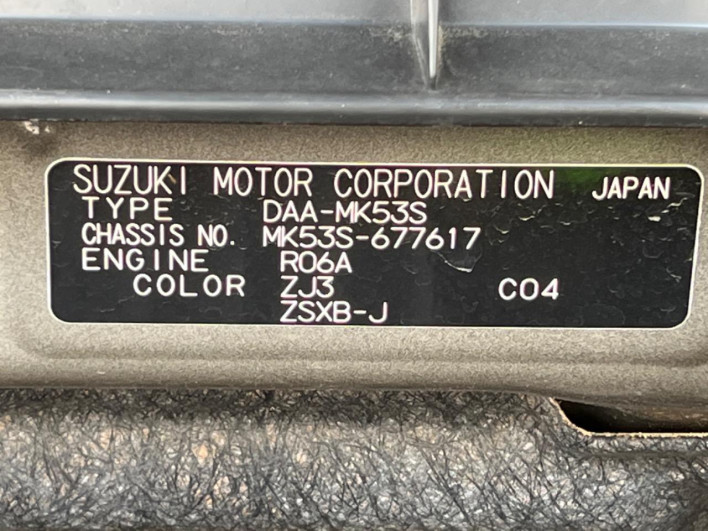 SUZUKI MOTOR CORPORATION JAPAN
TYPE DAA-MK53S
CHASSIS NO. MK53S-677617
ENGINE R06A
COLOR ZJ3 C04
ZSXB-J